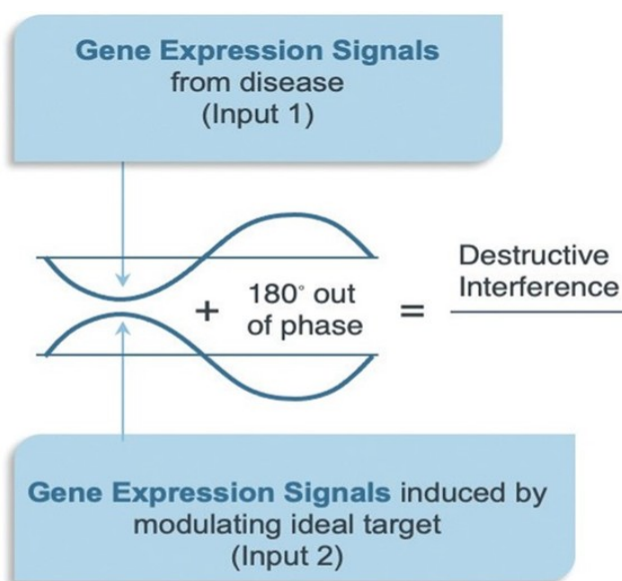 Gene Expression Signals
from disease
(Input 1)
+
180° out
of phase
=
Destructive
Interference
Gene Expression Signals induced by
modulating ideal target
(Input 2)